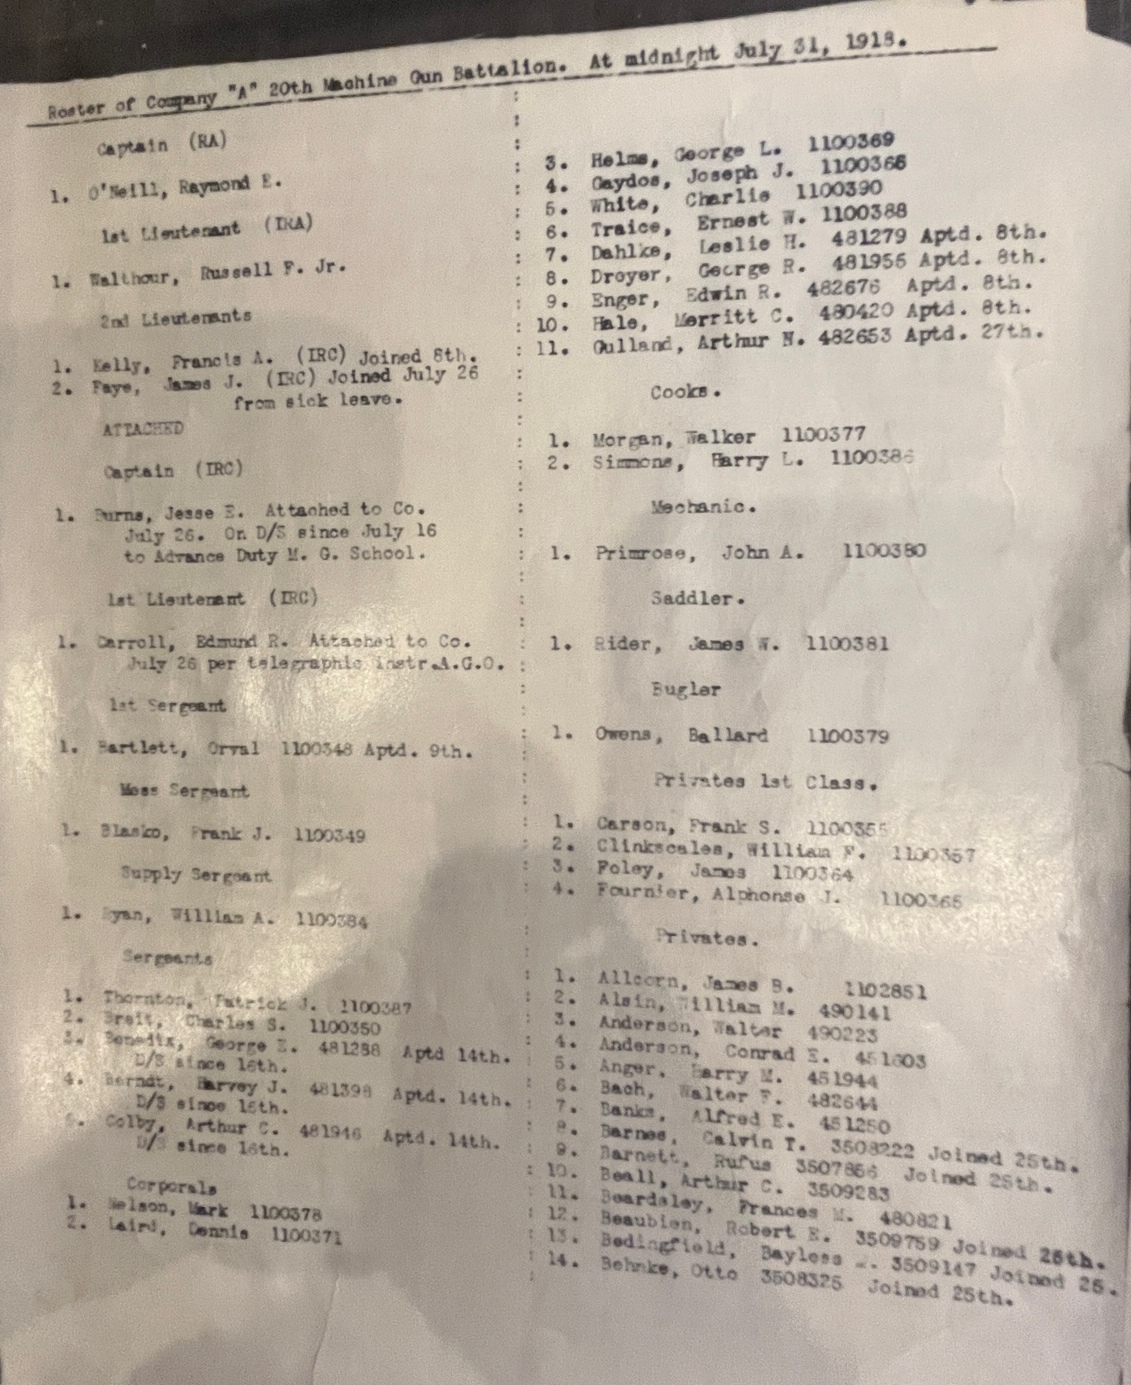 Roster of Company "A" 20th Machine Gun Battalion. At midnight July 31, 1918.
Captain (RA)
1. O'Neill, Raymond E.
1st Lieutenant (IRA)
1. Walthour, Russell F. Jr.
2nd Lieutenants
1. Kelly, Francis A. (IRC) Joined 8th.
2. Faye, James J. (IRC) Joined July 26
from sick leave.
ATTACHED
Captain (IRC)
1. Burns, Jesse E. Attached to Co.
July 26. On D/S since July 16
to Advance Duty M. G. School.
1st Lieutenant (IRC)
1. Carroll, Edmund R. Attached to Co.
July 26 per telegraphic instr.A.G.O.
1st Sergeant
1. Bartlett, Orval 1100348 Aptd. 9th.
Mess Sergeant
1. Blasko, Frank J. 1100349
Supply Sergeant
1. Ryan, William A. 1100384
Sergeants
1. Thornton, Patrick J. 1100387
2. Breit, Charles S. 1100350
3. Benedix, George E. 481288 Aptd 14th.
D/S since 16th.
4. Berndt, Harvey J. 481398 Aptd. 14th.
D/S since 16th.
5. Colby, Arthur C. 481946 Aptd. 14th.
D/S since 16th.
Corporals
1. Nelson, Mark 1100378
2. Laird, Dennis 1100371
3. Helms, George L. 1100369
4. Gaydos, Joseph J. 1100366
5. White, Charlie 1100390
6. Traice, Ernest W. 1100388
7. Dahlke, Leslie H. 481279 Aptd. 8th.
8. Droyer, George R. 481956 Aptd. 8th.
9. Enger, Edwin R. 482676 Aptd. 8th.
10. Hale, Merritt C. 480420 Aptd. 8th.
11. Gulland, Arthur N. 482653 Aptd. 27th.
Cooks.
1. Morgan, Walker 1100377
2. Simmons, Harry L. 1100386
Mechanic.
1. Primrose, John A. 1100380
Saddler.
1. Rider, James W. 1100381
Bugler
1. Owens, Ballard 1100379
Privates 1st Class.
1. Carson, Frank S. 1100355
2. Clinkscales, William F. 1100357
3. Foley, James 1100364
4. Fournier, Alphonse J. 1100365
Privates.
1. Allcorn, James B. 1102851
2. Alsin, William M. 490141
3. Anderson, Walter 490223
4. Anderson, Conrad E. 451603
5. Anger. Harry M. 451944
6. Bach, Walter F. 482644
7. Banks, Alfred E. 451250
8. Barnes, Calvin T. 3508222 Joined 25th.
9. Barnett, Rufus 3507856 Joined 25th.
10. Beall, Arthur C. 3509283
11. Beardsley, Frances M. 480821
12. Beaubien, Robert E. 3509759 Joined 25th.
13. Bedingfield, Bayless 3509147 Joined 25.
14. Behnke, Otto 3508325 Joined 25th.